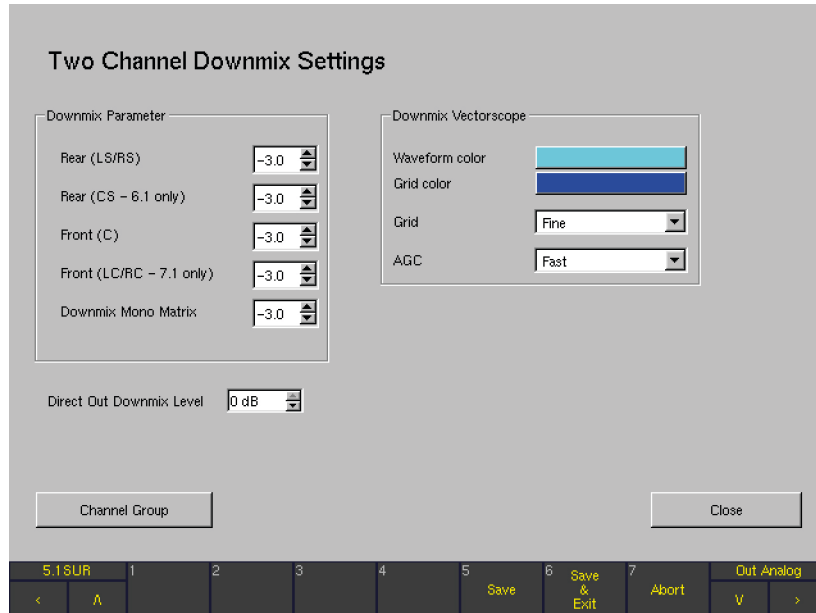 Two Channel Downmix Settings
Downmix Parameter
Rear (LS/RS) -3.0
Rear (CS - 6.1 only) -3.0
Front (C) -3.0
Front (LC/RC - 7.1 only) -3.0
Downmix Mono Matrix -3.0
Downmix Vectorscope
Waveform color
Grid color
Grid Fine
AGC Fast
Direct Out Downmix Level 0 dB
Channel Group
Close
5.1SUR 1 2 3 4 5 6 7 Out Analog
< Λ Save Save & Exit Abort V >